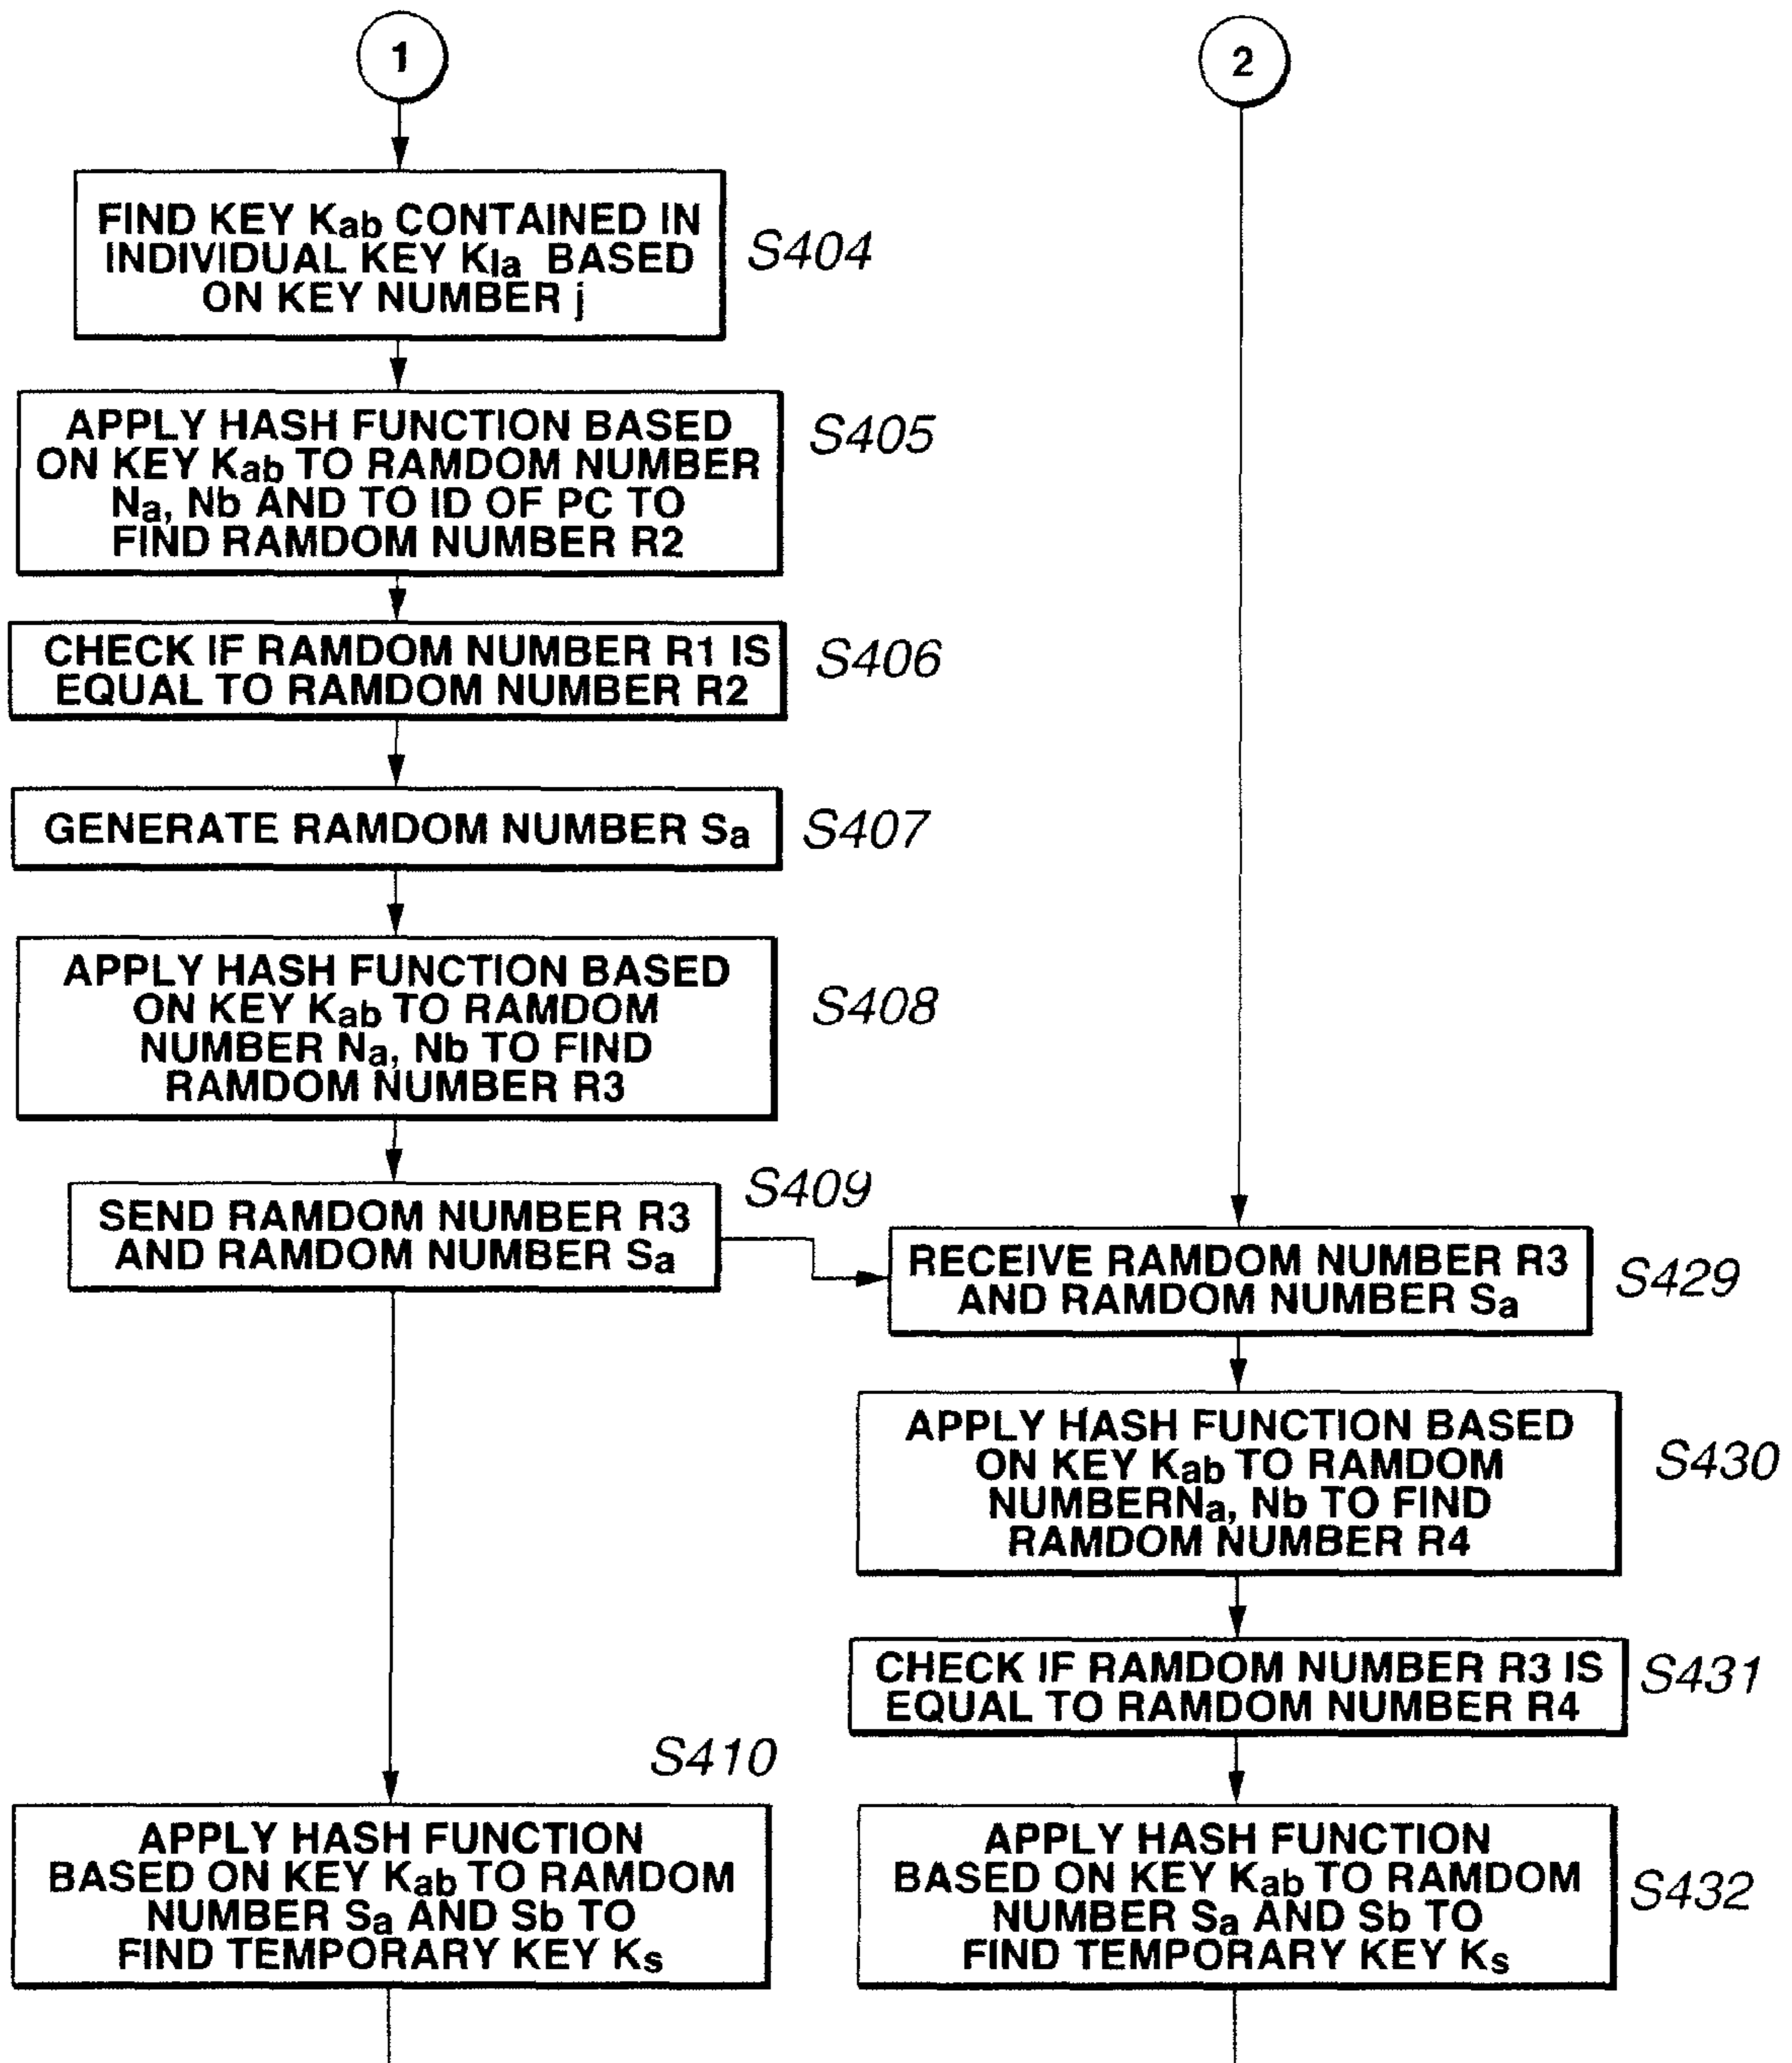 1
2
FIND KEY Kab CONTAINED IN
INDIVIDUAL KEY KIa BASED
ON KEY NUMBER j
S404
APPLY HASH FUNCTION BASED
ON KEY Kab TO RAMDOM NUMBER
Na, Nb AND TO ID OF PC TO
FIND RAMDOM NUMBER R2
S405
CHECK IF RAMDOM NUMBER R1 IS
EQUAL TO RAMDOM NUMBER R2
S406
GENERATE RAMDOM NUMBER Sa
S407
APPLY HASH FUNCTION BASED
ON KEY Kab TO RAMDOM
NUMBER Na, Nb TO FIND
RAMDOM NUMBER R3
S408
SEND RAMDOM NUMBER R3
AND RAMDOM NUMBER Sa
S409
RECEIVE RAMDOM NUMBER R3
AND RAMDOM NUMBER Sa
S429
APPLY HASH FUNCTION BASED
ON KEY Kab TO RAMDOM
NUMBERNa, Nb TO FIND
RAMDOM NUMBER R4
S430
CHECK IF RAMDOM NUMBER R3 IS
EQUAL TO RAMDOM NUMBER R4
S431
S410
APPLY HASH FUNCTION
BASED ON KEY Kab TO RAMDOM
NUMBER Sa AND Sb TO
FIND TEMPORARY KEY Ks
APPLY HASH FUNCTION
BASED ON KEY Kab TO RAMDOM
NUMBER Sa AND Sb TO
FIND TEMPORARY KEY Ks
S432